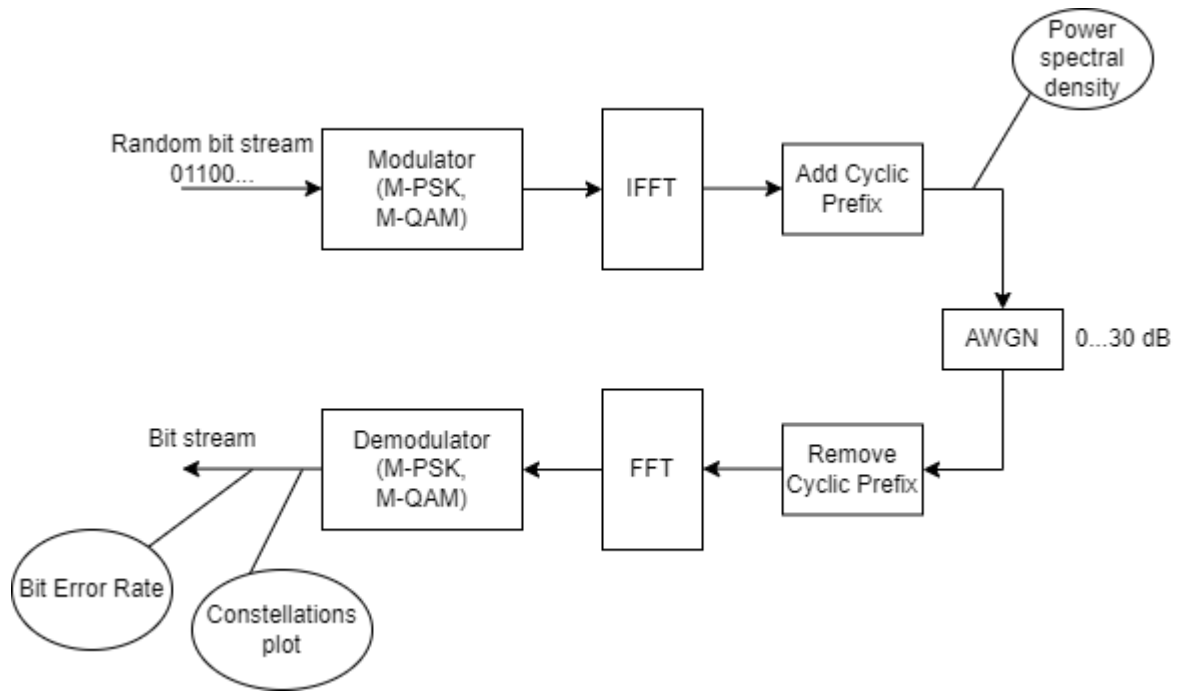 Power
spectral
density
Random bit stream
01100...
Modulator
(M-PSK,
M-QAM)
IFFT
Add Cyclic
Prefix
AWGN
0...30 dB
Bit stream
Demodulator
(M-PSK,
M-QAM)
FFT
Remove
Cyclic Prefix
Bit Error Rate
Constellations
plot